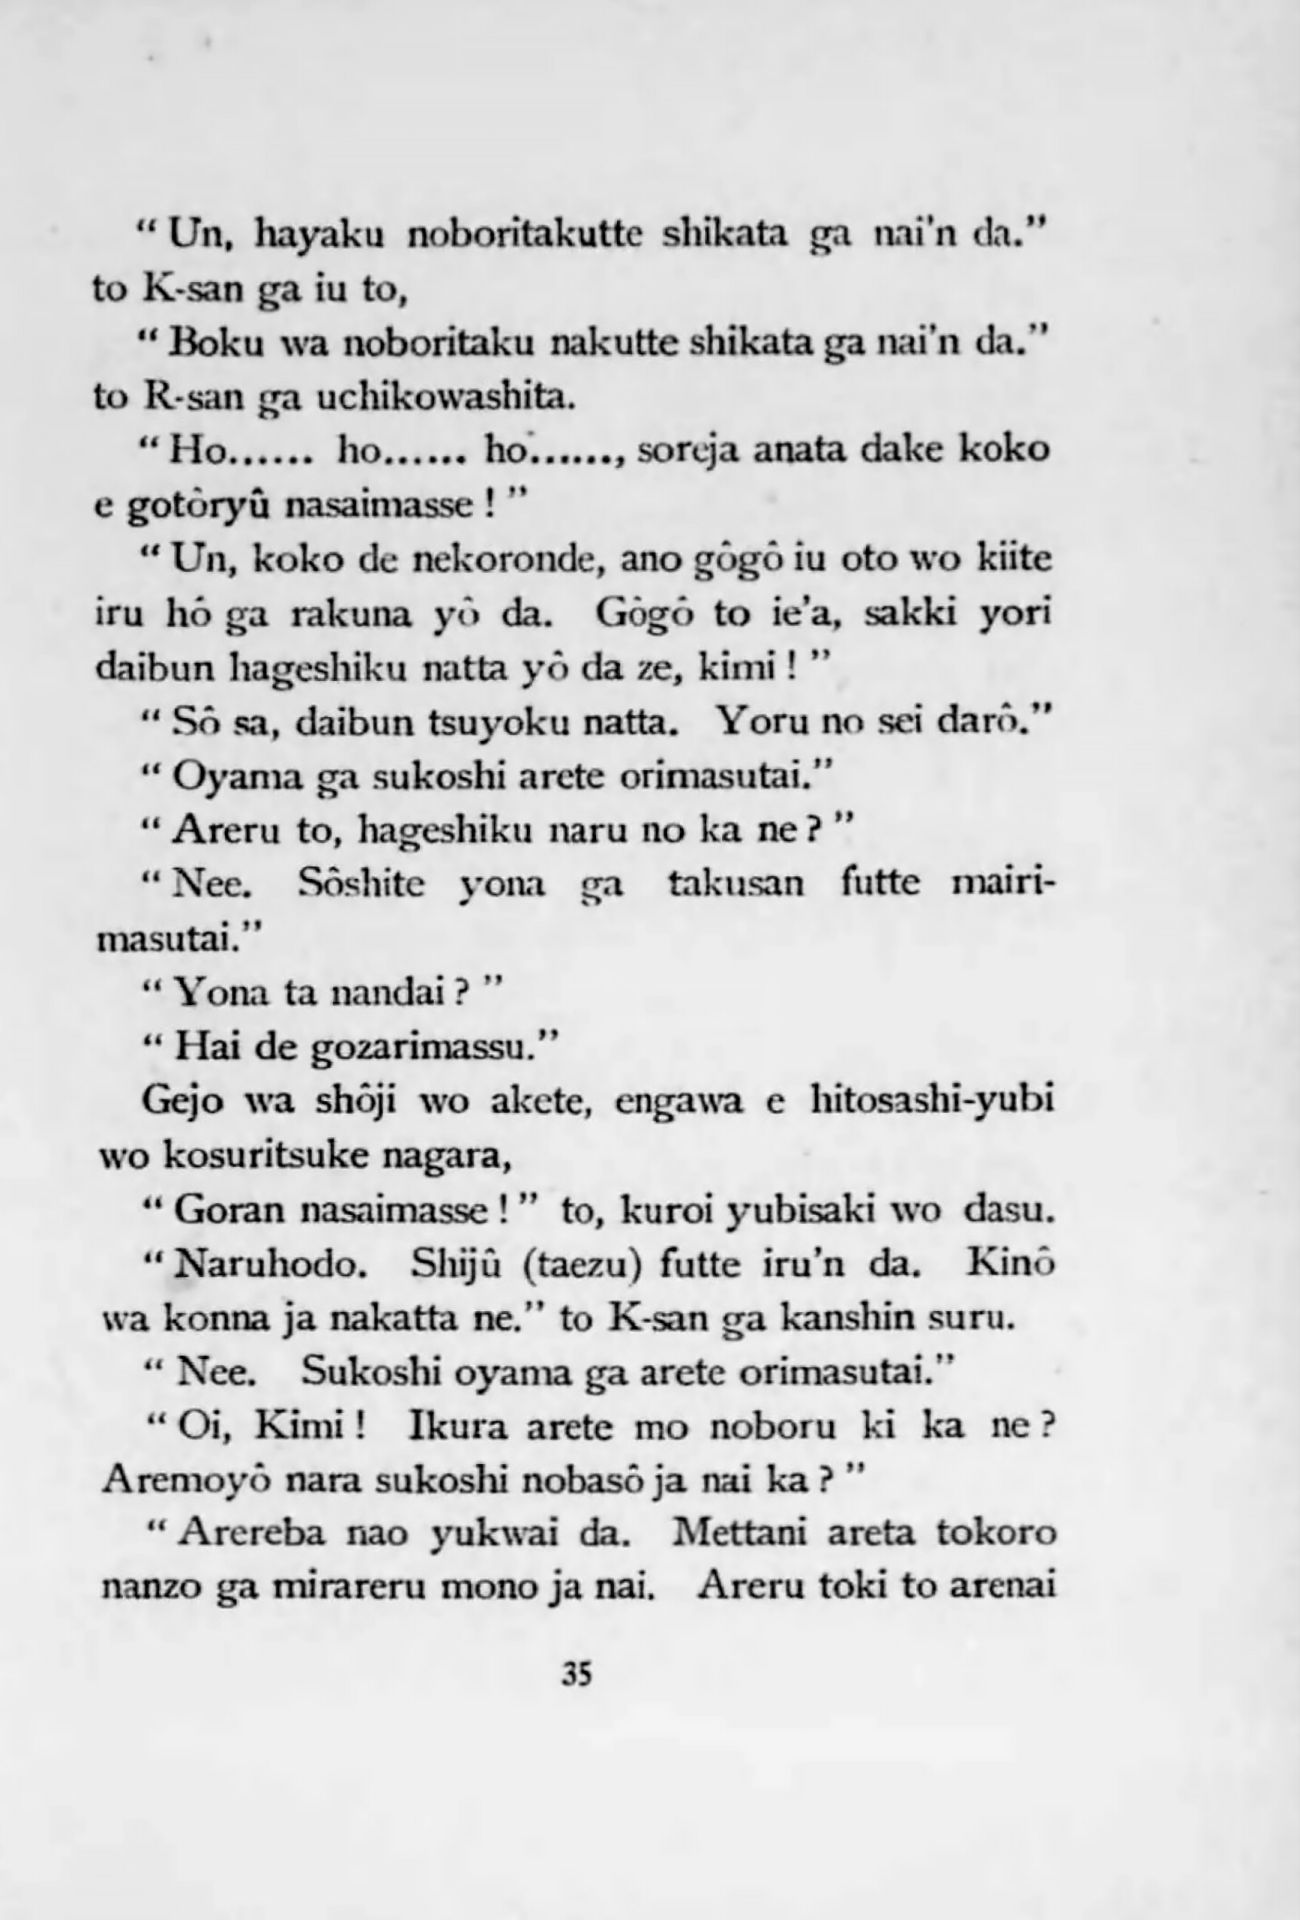 “ Un, hayaku noboritakutte shikata ga nai'n da.”
to K-san ga iu to,
“ Boku wa noboritaku nakutte shikata ga nai'n da.”
to R-san ga uchikowashita.
“ Ho...... ho...... ho......, soreja anata dake koko
e gotôryû nasaimasse ! ”
“ Un, koko de nekoronde, ano gôgô iu oto wo kiite
iru hô ga rakuna yô da. Gôgô to ie'a, sakki yori
daibun hageshiku natta yô da ze, kimi ! ”
“ Sô sa, daibun tsuyoku natta. Yoru no sei darô.”
“ Oyama ga sukoshi arete orimasutai.”
“ Areru to, hageshiku naru no ka ne ? ”
“ Nee. Sôshite yona ga takusan futte mairi-
masutai.”
“ Yona ta nandai ? ”
“ Hai de gozarimassu.”
Gejo wa shôji wo akete, engawa e hitosashi-yubi
wo kosuritsuke nagara,
“ Goran nasaimasse ! ” to, kuroi yubisaki wo dasu.
“ Naruhodo. Shijû (taezu) futte iru'n da. Kinô
wa konna ja nakatta ne.” to K-san ga kanshin suru.
“ Nee. Sukoshi oyama ga arete orimasutai.”
“ Oi, Kimi ! Ikura arete mo noboru ki ka ne ?
Aremoyô nara sukoshi nobasô ja nai ka ? ”
“ Arereba nao yukwai da. Mettani areta tokoro
nanzo ga mirareru mono ja nai. Areru toki to arenai
35